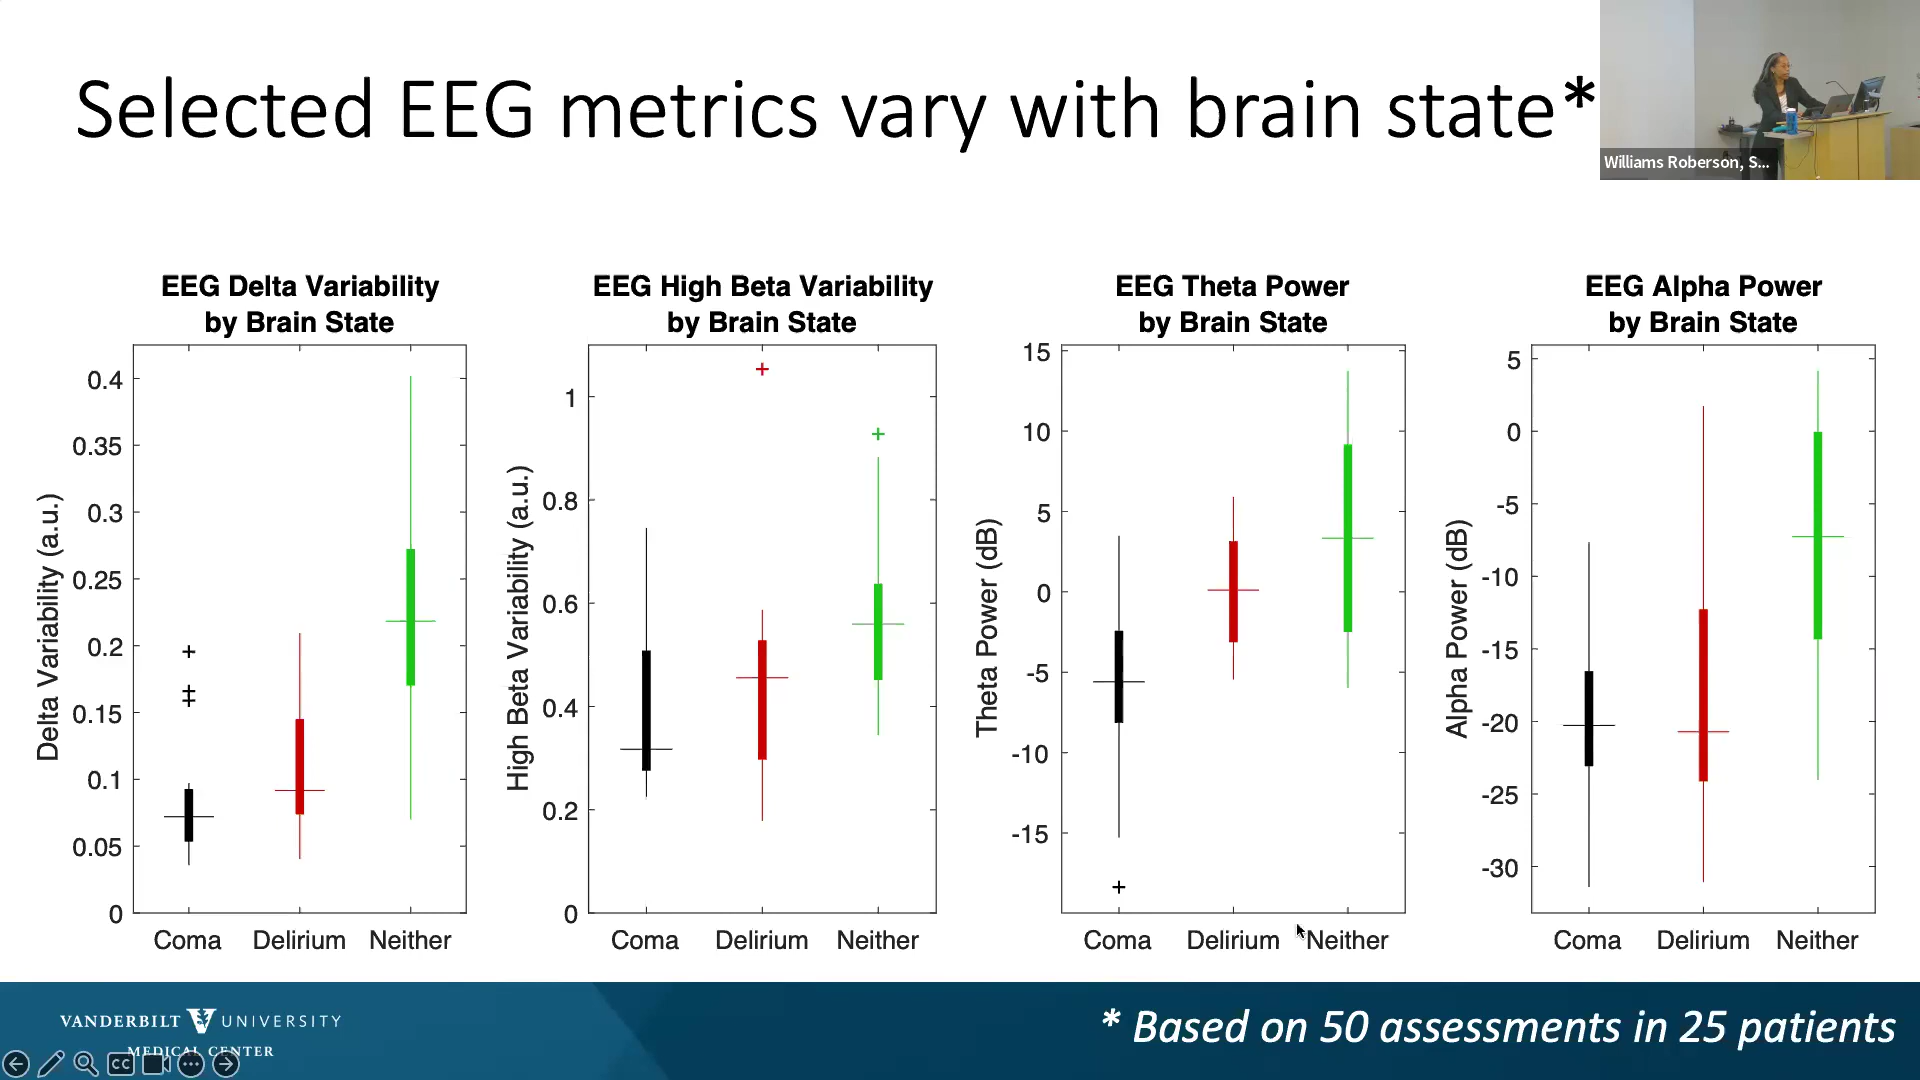 Selected EEG metrics vary with brain state*
Williams Roberson, S...
EEG Delta Variability
by Brain State
Delta Variability (a.u.)
0.4
0.35
0.3
0.25
0.2
0.15
0.1
0.05
0
Coma Delirium Neither
EEG High Beta Variability
by Brain State
High Beta Variability (a.u.)
1
0.8
0.6
0.4
0.2
0
Coma Delirium Neither
EEG Theta Power
by Brain State
Theta Power (dB)
15
10
5
0
-5
-10
-15
Coma Delirium Neither
EEG Alpha Power
by Brain State
Alpha Power (dB)
5
0
-5
-10
-15
-20
-25
-30
Coma Delirium Neither
VANDERBILT V UNIVERSITY
MEDICAL CENTER
CC
* Based on 50 assessments in 25 patients